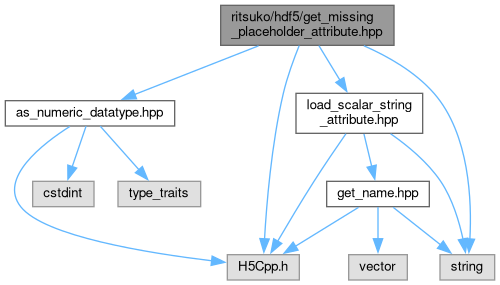 ritsuko/hdf5/get_missing
_placeholder_attribute.hpp
as_numeric_datatype.hpp
load_scalar_string
_attribute.hpp
cstdint
type_traits
get_name.hpp
H5Cpp.h
vector
string